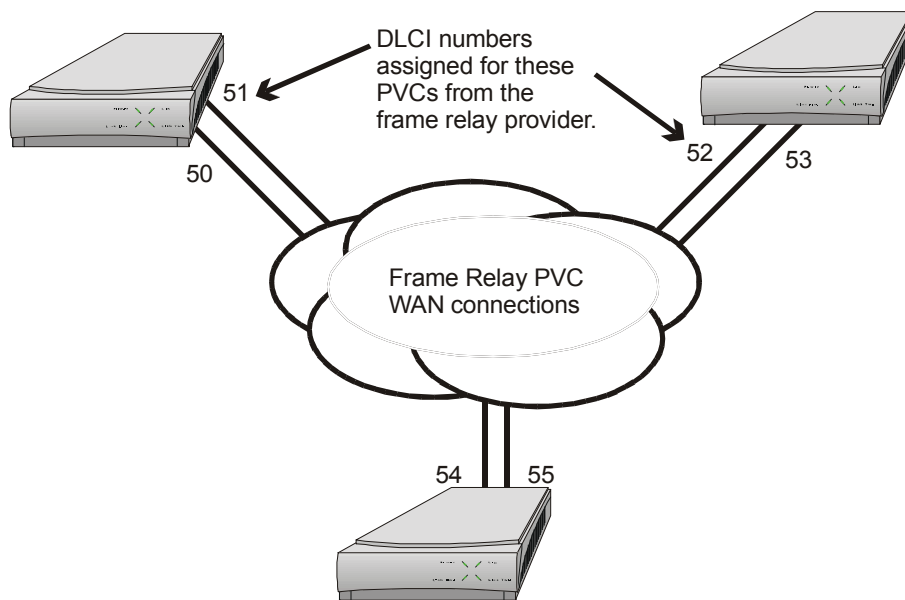 DLCI numbers
assigned for these
PVCs from the
frame relay provider.
51
50
52
53
Frame Relay PVC
WAN connections
54
55